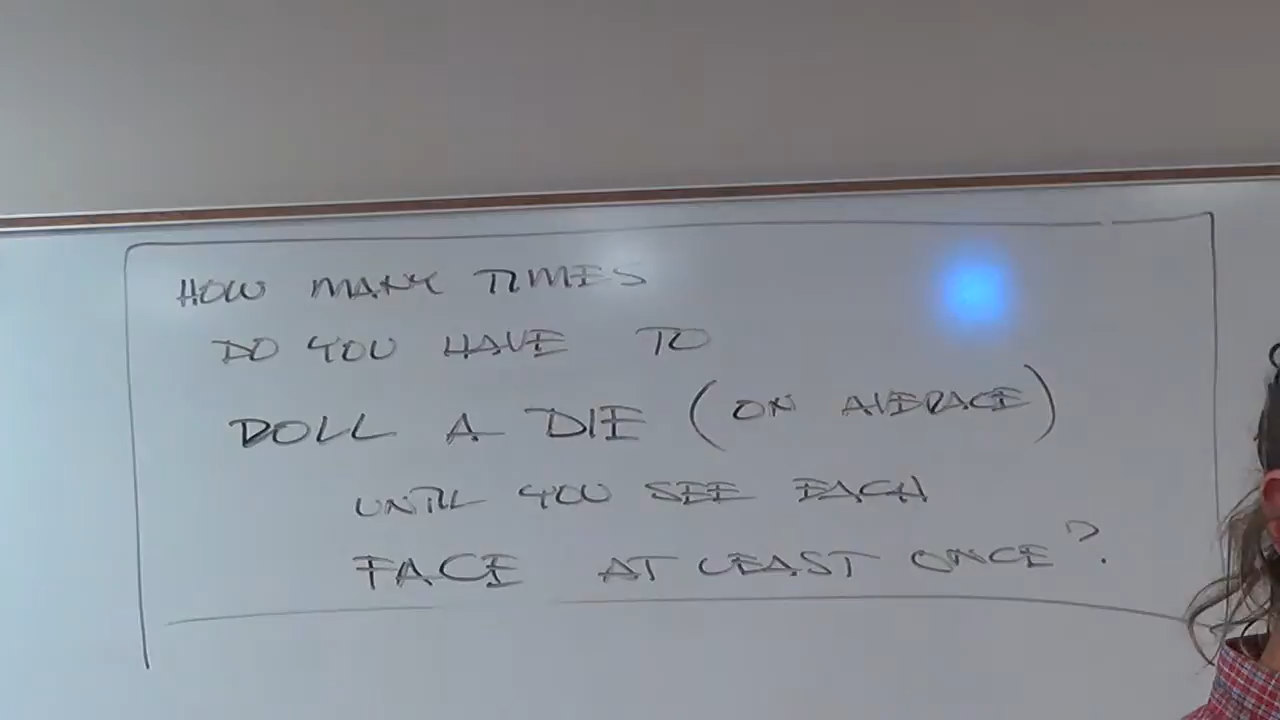 HOW MANY TIMES
DO YOU HAVE TO
ROLL A DIE (ON AVERAGE)
UNTIL YOU SEE EACH
FACE AT LEAST ONCE?